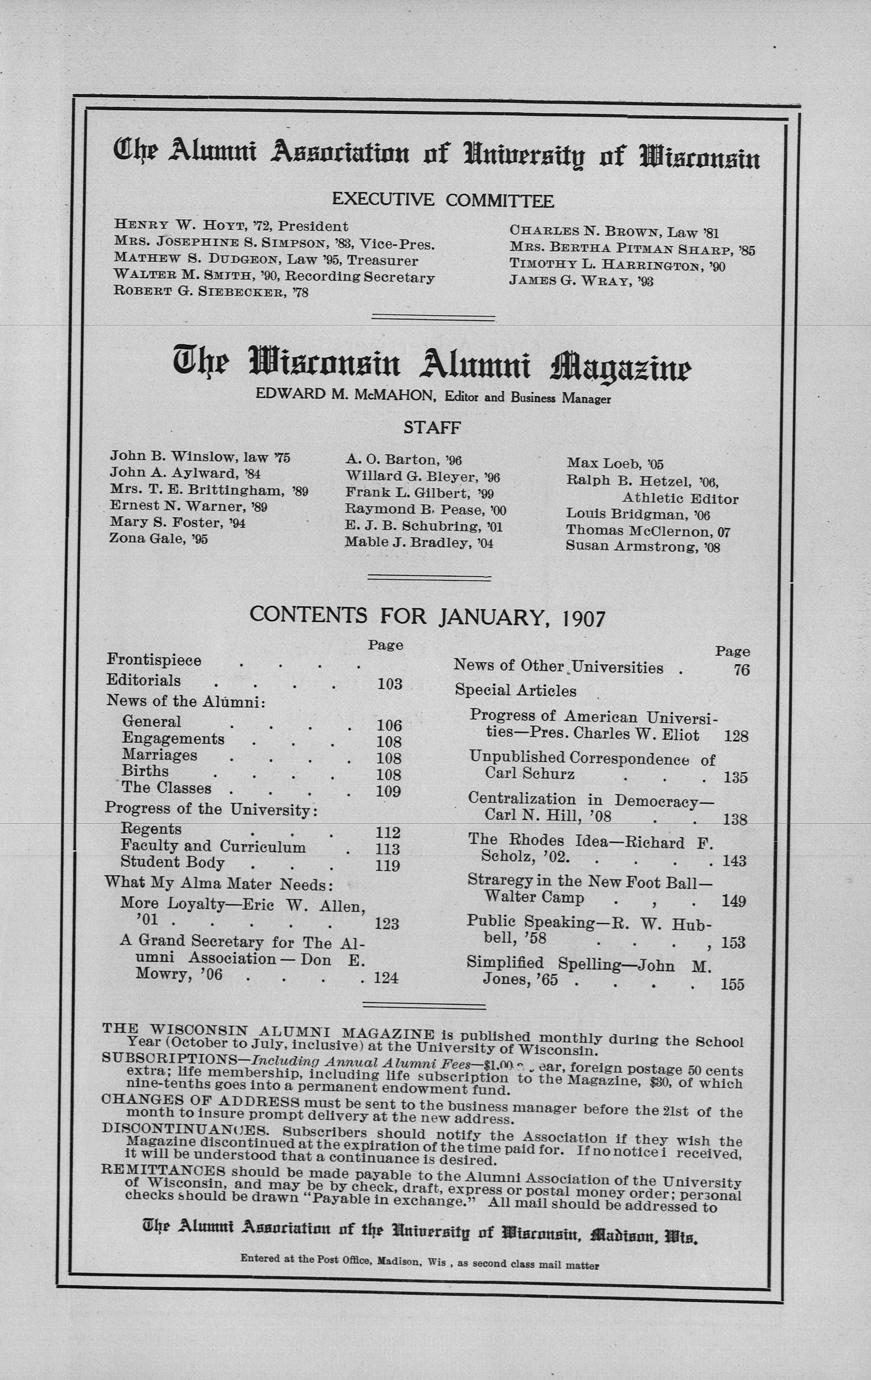 The Alumni Association of University of Wisconsin
EXECUTIVE COMMITTEE
HENRY W. HOYT, '72, President
MRS. JOSEPHINE S. SIMPSON, '83, Vice-Pres.
MATHEW S. DUDGEON, Law '95, Treasurer
WALTER M. SMITH, '90, Recording Secretary
ROBERT G. SIEBECKER, '78
CHARLES N. BROWN, Law '81
MRS. BERTHA PITMAN SHARP, '85
TIMOTHY L. HARRINGTON, '90
JAMES G. WRAY, '93
The Wisconsin Alumni Magazine
EDWARD M. McMAHON, Editor and Business Manager
STAFF
John B. Winslow, law '75
John A. Aylward, '84
Mrs. T. E. Brittingham, '89
Ernest N. Warner, '89
Mary S. Foster, '94
Zona Gale, '95
A. O. Barton, '96
Willard G. Bleyer, '96
Frank L. Gilbert, '99
Raymond B. Pease, '00
E. J. B. Schubring, '01
Mable J. Bradley, '04
Max Loeb, '05
Ralph B. Hetzel, '06,
Athletic Editor
Louis Bridgman, '06
Thomas McClernon, 07
Susan Armstrong, '08
CONTENTS FOR JANUARY, 1907
Page
Frontispiece . . . .
Editorials . . . . 103
News of the Alumni:
General . . . . 106
Engagements . . . 108
Marriages . . . . 108
Births . . . . 108
The Classes . . . . 109
Progress of the University:
Regents . . . 112
Faculty and Curriculum . 113
Student Body . . . 119
What My Alma Mater Needs:
More Loyalty—Eric W. Allen,
'01 . . . . . 123
A Grand Secretary for The Al-
umni Association — Don E.
Mowry, '06 . . . . 124
Page
News of Other Universities . 76
Special Articles
Progress of American Universi-
ties—Pres. Charles W. Eliot 128
Unpublished Correspondence of
Carl Schurz . . . 135
Centralization in Democracy—
Carl N. Hill, '08 . . 138
The Rhodes Idea—Richard F.
Scholz, '02. . . . . 143
Straregy in the New Foot Ball—
Walter Camp . , . 149
Public Speaking—R. W. Hub-
bell, '58 . . . , 153
Simplified Spelling—John M.
Jones, '65 . . . . 155
THE WISCONSIN ALUMNI MAGAZINE is published monthly during the School
Year (October to July, inclusive) at the University of Wisconsin.
SUBSCRIPTIONS—Including Annual Alumni Fees—$1.00 ear, foreign postage 50 cents
extra; life membership, including life subscription to the Magazine, $30, of which
nine-tenths goes into a permanent endowment fund.
CHANGES OF ADDRESS must be sent to the business manager before the 21st of the
month to insure prompt delivery at the new address.
DISCONTINUANCES. Subscribers should notify the Association if they wish the
Magazine discontinued at the expiration of the time paid for. If no notice i received,
it will be understood that a continuance is desired.
REMITTANCES should be made payable to the Alumni Association of the University
of Wisconsin, and may be by check, draft, express or postal money order; personal
checks should be drawn "Payable in exchange." All mail should be addressed to
The Alumni Association of the University of Wisconsin, Madison, Wis.
Entered at the Post Office, Madison, Wis , as second class mail matter